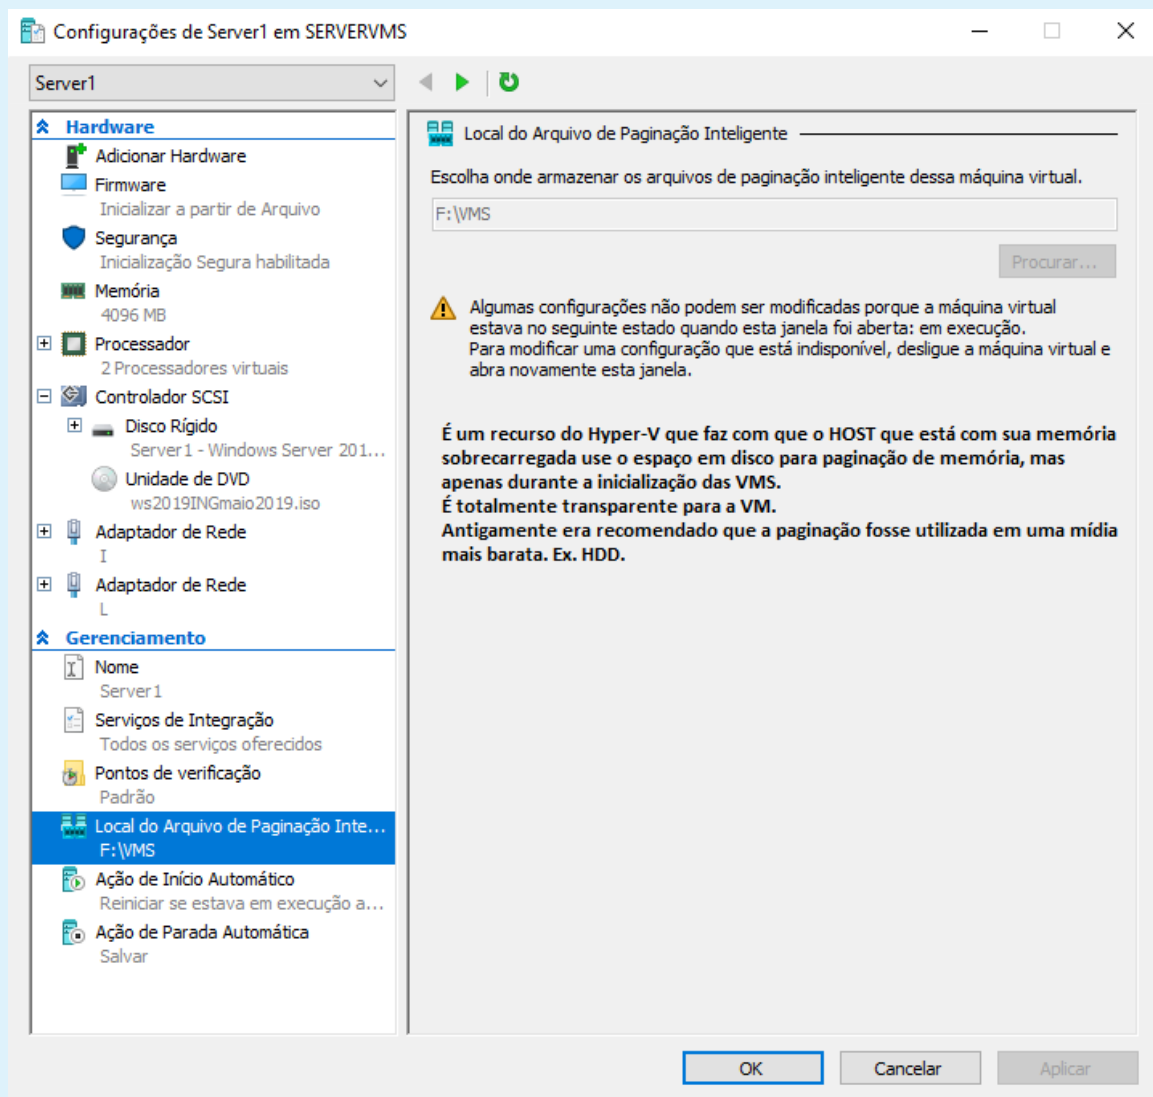 Configurações de Server1 em SERVERVMS
Server1
Hardware
Adicionar Hardware
Firmware
Inicializar a partir de Arquivo
Segurança
Inicialização Segura habilitada
Memória
4096 MB
Processador
2 Processadores virtuais
Controlador SCSI
Disco Rígido
Server1 - Windows Server 201...
Unidade de DVD
ws2019INGmaio2019.iso
Adaptador de Rede
I
Adaptador de Rede
L
Gerenciamento
Nome
Server1
Serviços de Integração
Todos os serviços oferecidos
Pontos de verificação
Padrão
Local do Arquivo de Paginação Inte...
F:\VMS
Ação de Início Automático
Reiniciar se estava em execução a...
Ação de Parada Automática
Salvar
Local do Arquivo de Paginação Inteligente
Escolha onde armazenar os arquivos de paginação inteligente dessa máquina virtual.
F:\VMS
Procurar...
Algumas configurações não podem ser modificadas porque a máquina virtual
estava no seguinte estado quando esta janela foi aberta: em execução.
Para modificar uma configuração que está indisponível, desligue a máquina virtual e
abra novamente esta janela.
É um recurso do Hyper-V que faz com que o HOST que está com sua memória
sobrecarregada use o espaço em disco para paginação de memória, mas
apenas durante a inicialização das VMS.
É totalmente transparente para a VM.
Antigamente era recomendado que a paginação fosse utilizada em uma mídia
mais barata. Ex. HDD.
OK
Cancelar
Aplicar